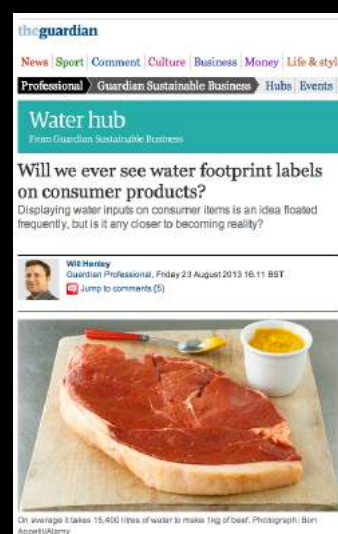 theguardian
News | Sport | Comment | Culture | Business | Money | Life & styl
Professional Guardian Sustainable Business Hubs | Events
Water hub
From Guardian Sustainable Business
Will we ever see water footprint labels
on consumer products?
Displaying water inputs on consumer items is an idea floated
frequently, but is it any closer to becoming reality?
Will Henley
Guardian Professional, Friday 23 August 2013 16.11 BST
Jump to comments (5)
On average it takes 15,400 litres of water to make 1kg of beef. Photograph: Bon
Appetit/Alamy